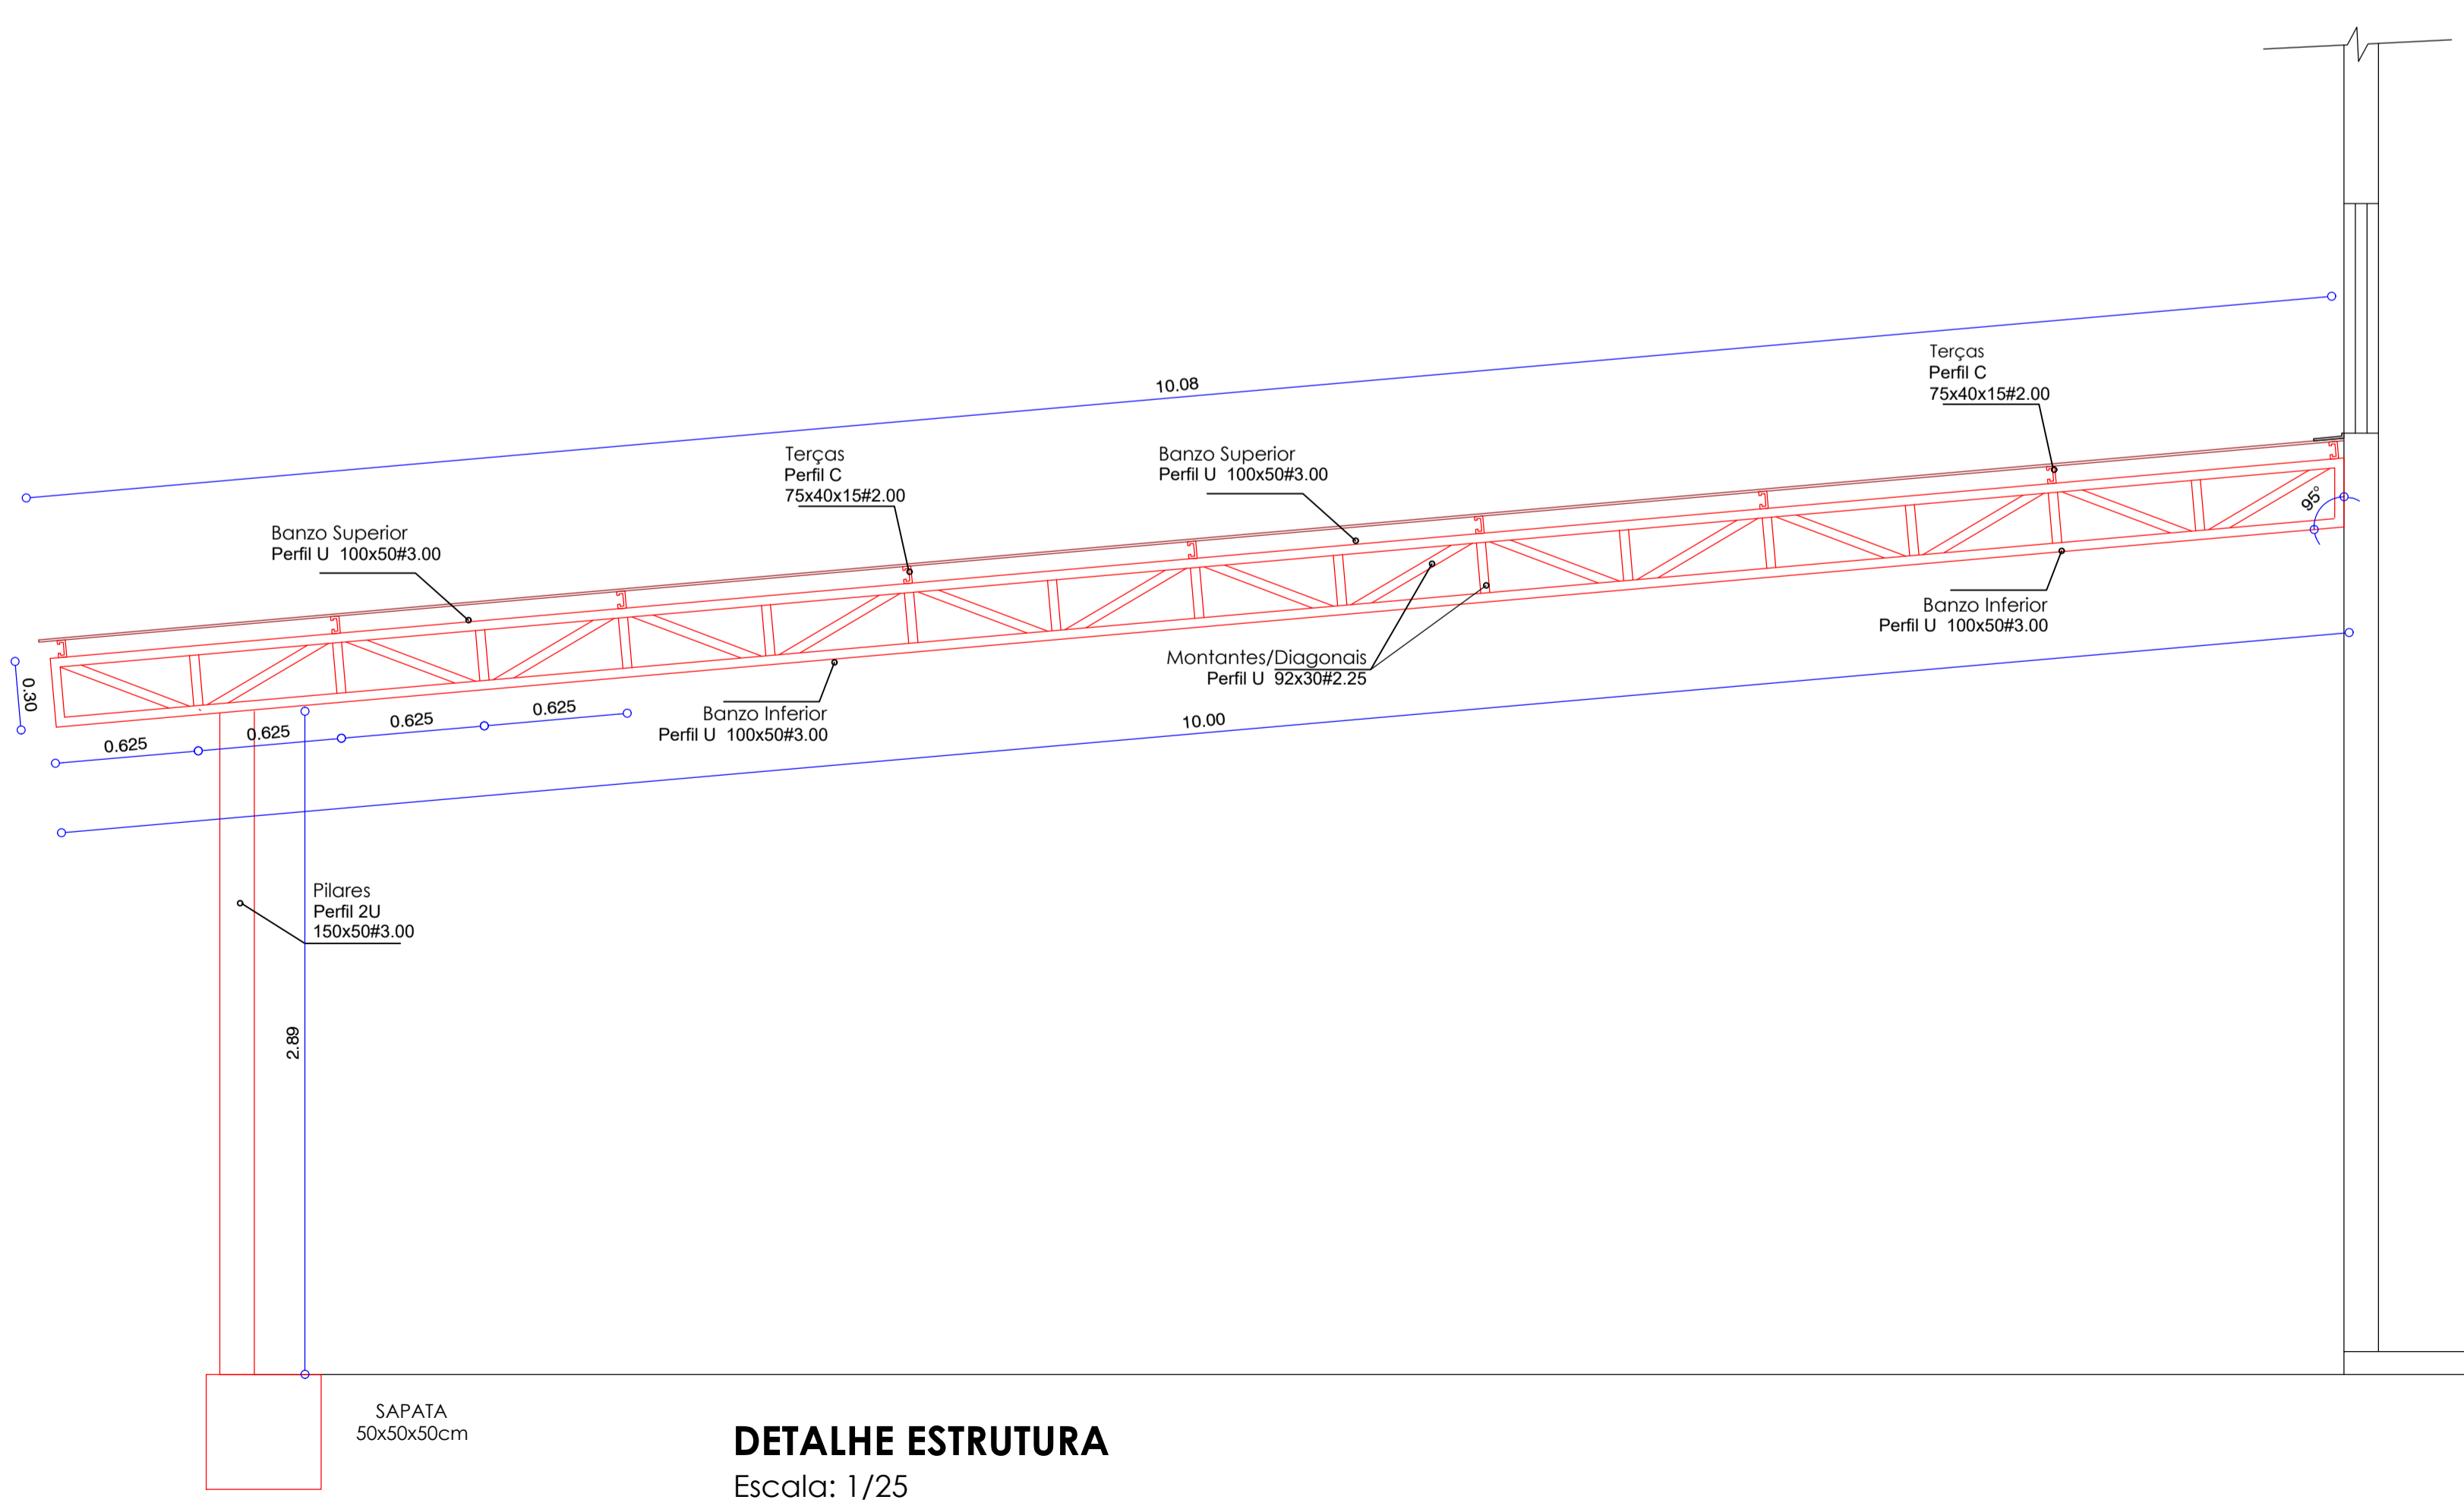 10.08
Terças
Perfil C
75x40x15#2.00
Terças
Perfil C
75x40x15#2.00
Banzo Superior
Perfil U  100x50#3.00
Banzo Superior
Perfil U  100x50#3.00
95°
0.30
Banzo Inferior
Perfil U  100x50#3.00
Montantes/Diagonais
Perfil U  92x30#2.25
Banzo Inferior
Perfil U  100x50#3.00
0.625
0.625
0.625
0.625
10.00
Pilares
Perfil 2U
150x50#3.00
2.89
SAPATA
50x50x50cm
DETALHE ESTRUTURA
Escala: 1/25